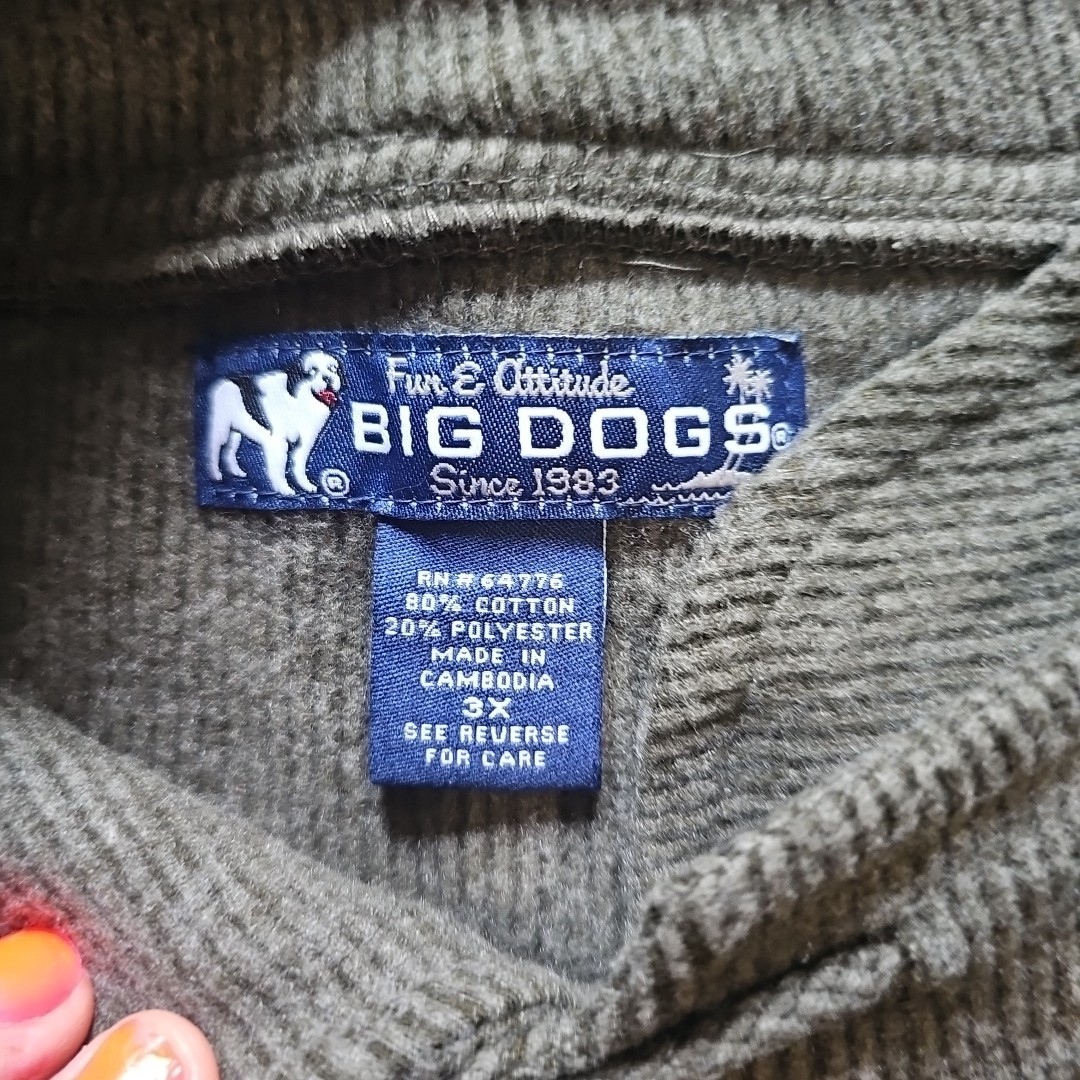 Fun & Attitude
BIG DOGS®
Since 1983
®
RN# 64776
80% COTTON
20% POLYESTER
MADE IN
CAMBODIA
3X
SEE REVERSE
FOR CARE